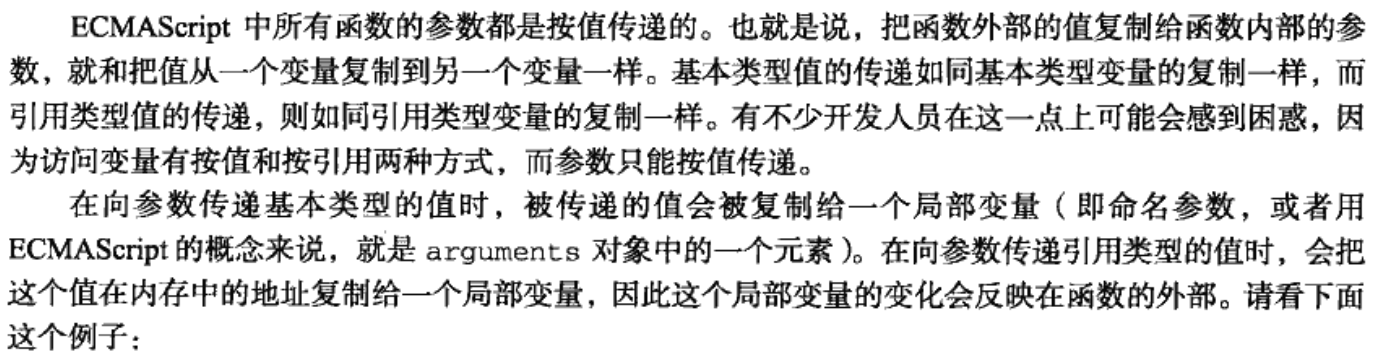 ECMAScript 中所有函数的参数都是按值传递的。也就是说，把函数外部的值复制给函数内部的参
数，就和把值从一个变量复制到另一个变量一样。基本类型值的传递如同基本类型变量的复制一样，而
引用类型值的传递，则如同引用类型变量的复制一样。有不少开发人员在这一点上可能会感到困惑，因
为访问变量有按值和按引用两种方式，而参数只能按值传递。
在向参数传递基本类型的值时，被传递的值会被复制给一个局部变量（即命名参数，或者用
ECMAScript 的概念来说，就是 arguments 对象中的一个元素）。在向参数传递引用类型的值时，会把
这个值在内存中的地址复制给一个局部变量，因此这个局部变量的变化会反映在函数的外部。请看下面
这个例子：